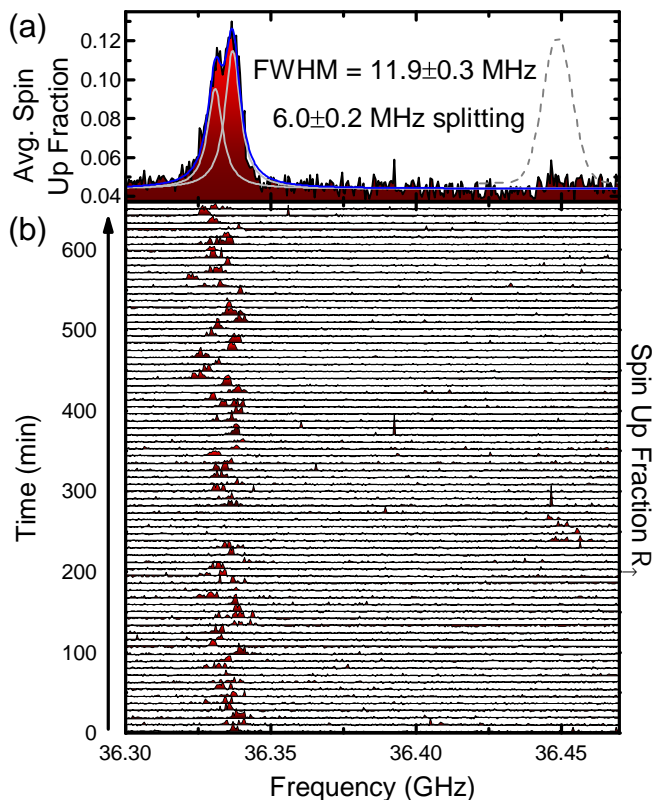 (a)
0.12
0.10
0.08
0.06
0.04
Avg. Spin
Up Fraction
FWHM = 11.9±0.3 MHz
6.0±0.2 MHz splitting
(b)
600
500
400
300
200
100
0
Time (min)
Spin Up Fraction R →
36.30
36.35
36.40
36.45
Frequency (GHz)